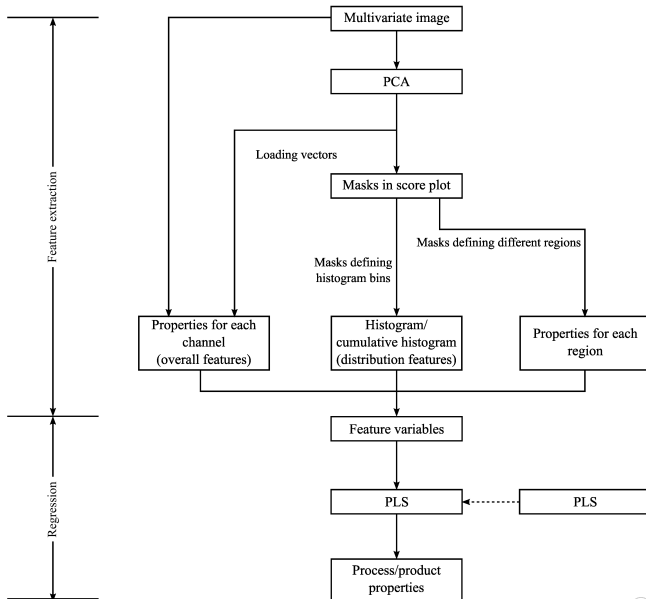 Multivariate image
PCA
Loading vectors
Masks in score plot
Masks defining different regions
Masks defining
histogram bins
Feature extraction
Properties for each
channel
(overall features)
Histogram/
cumulative histogram
(distribution features)
Properties for each
region
Feature variables
Regression
PLS
PLS
Process/product
properties